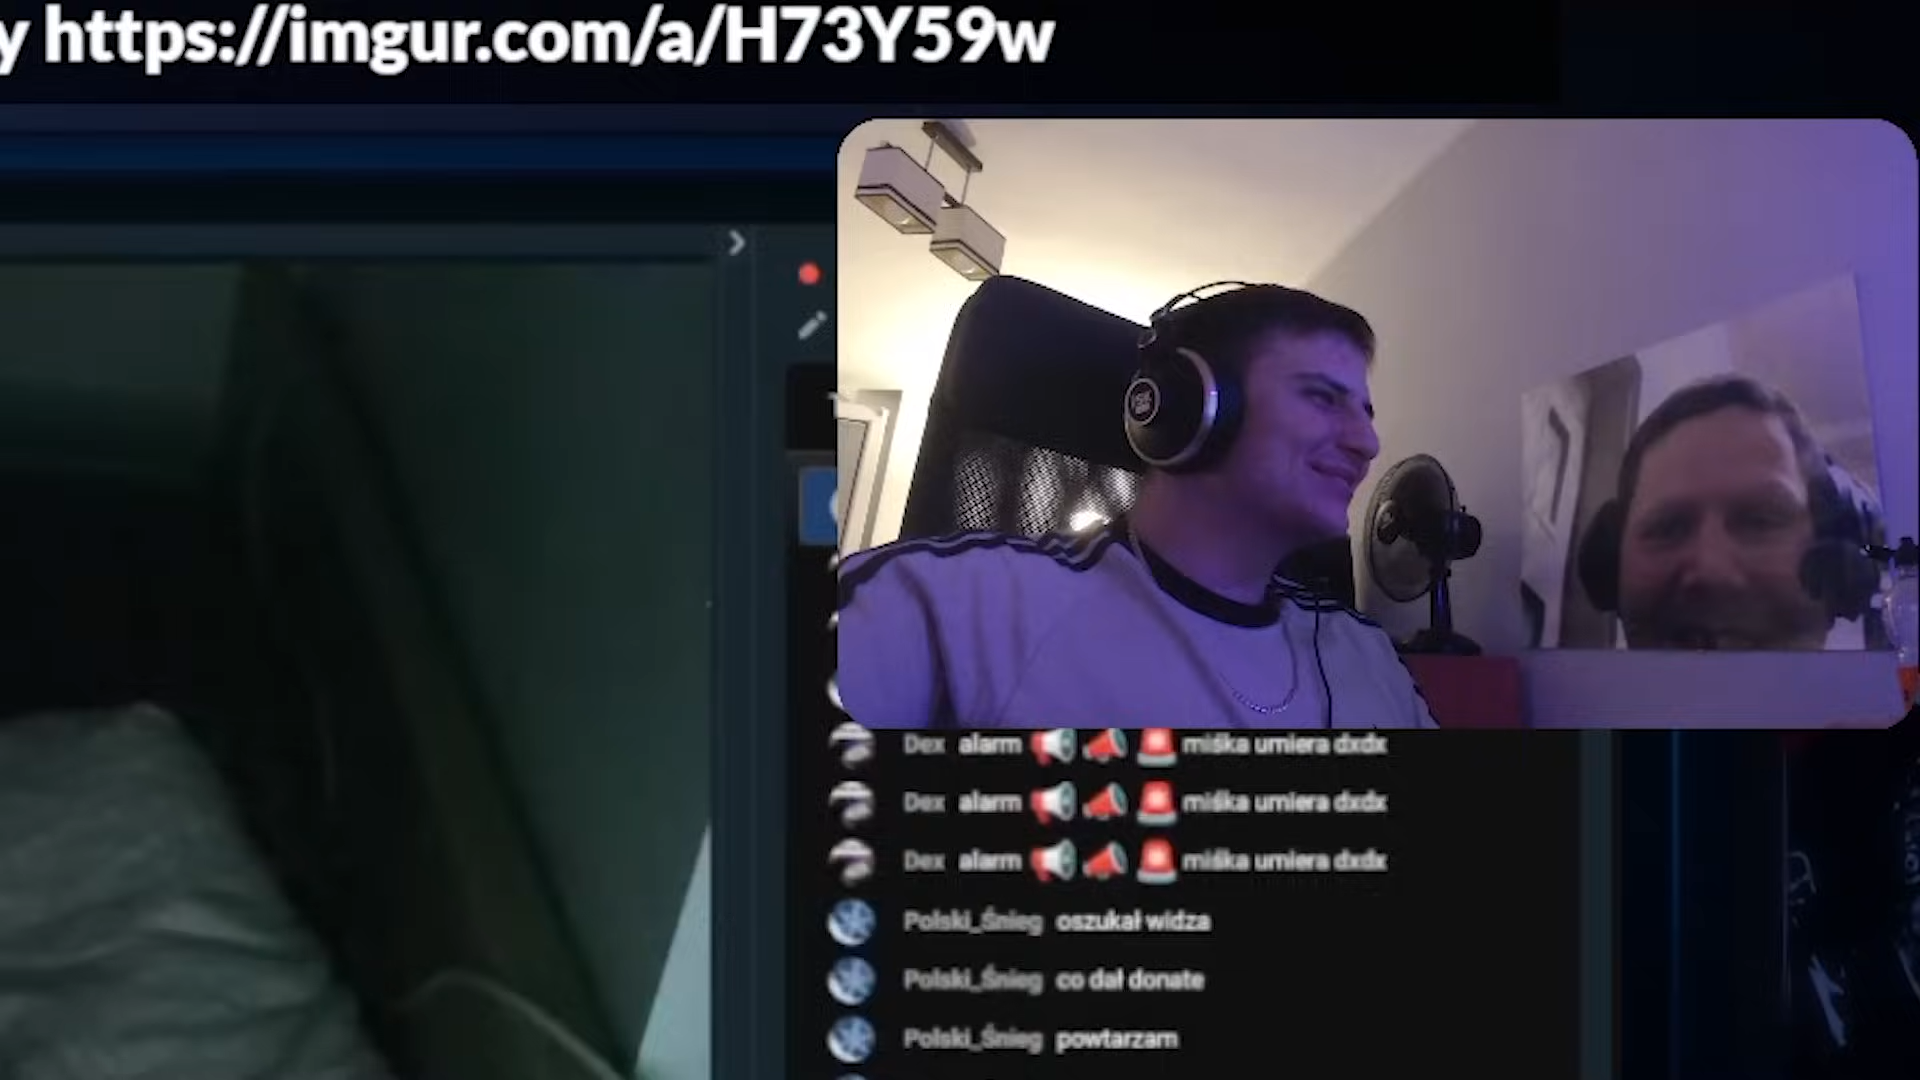 y https://imgur.com/a/H73Y59w
Dex alarm 📢 📣 🚨 miśka umiera dxdx
Dex alarm 📢 📣 🚨 miśka umiera dxdx
Dex alarm 📢 📣 🚨 miśka umiera dxdx
Polski_Śnieg oszukał widza
Polski_Śnieg co dał donate
Polski_Śnieg powtarzam